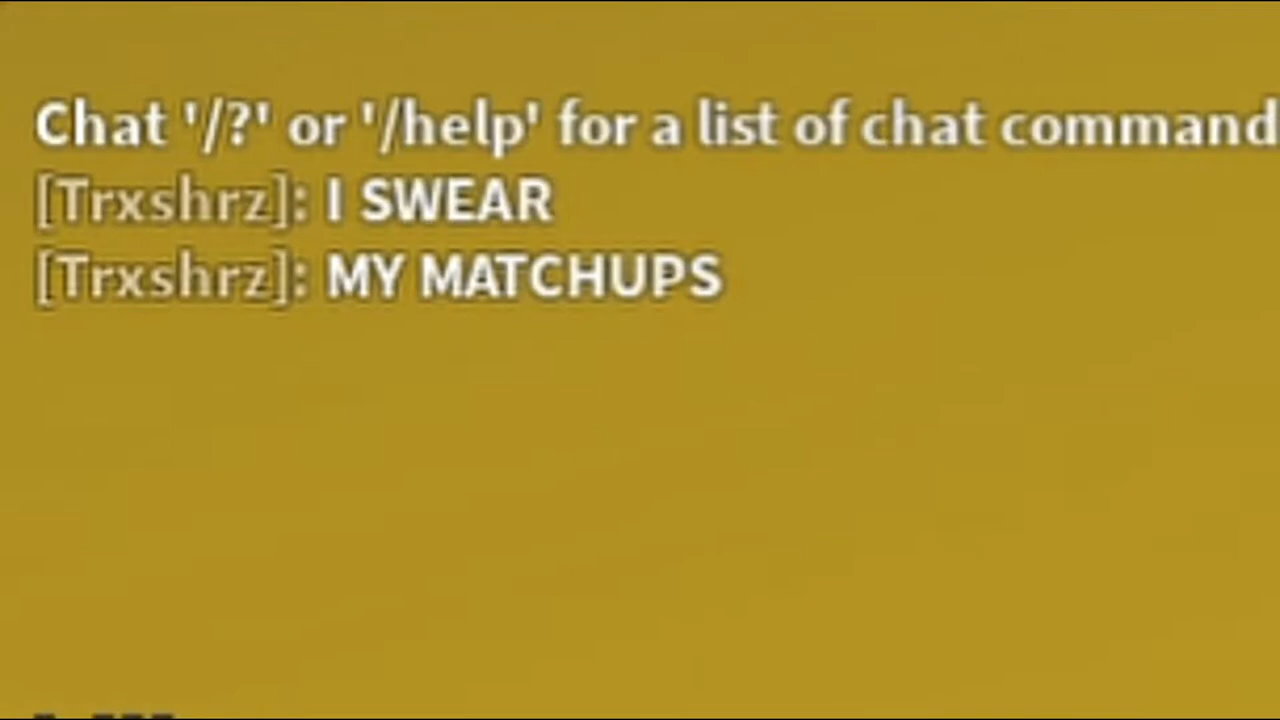 Chat '/?' or '/help' for a list of chat command
[Trxshrz]: I SWEAR
[Trxshrz]: MY MATCHUPS